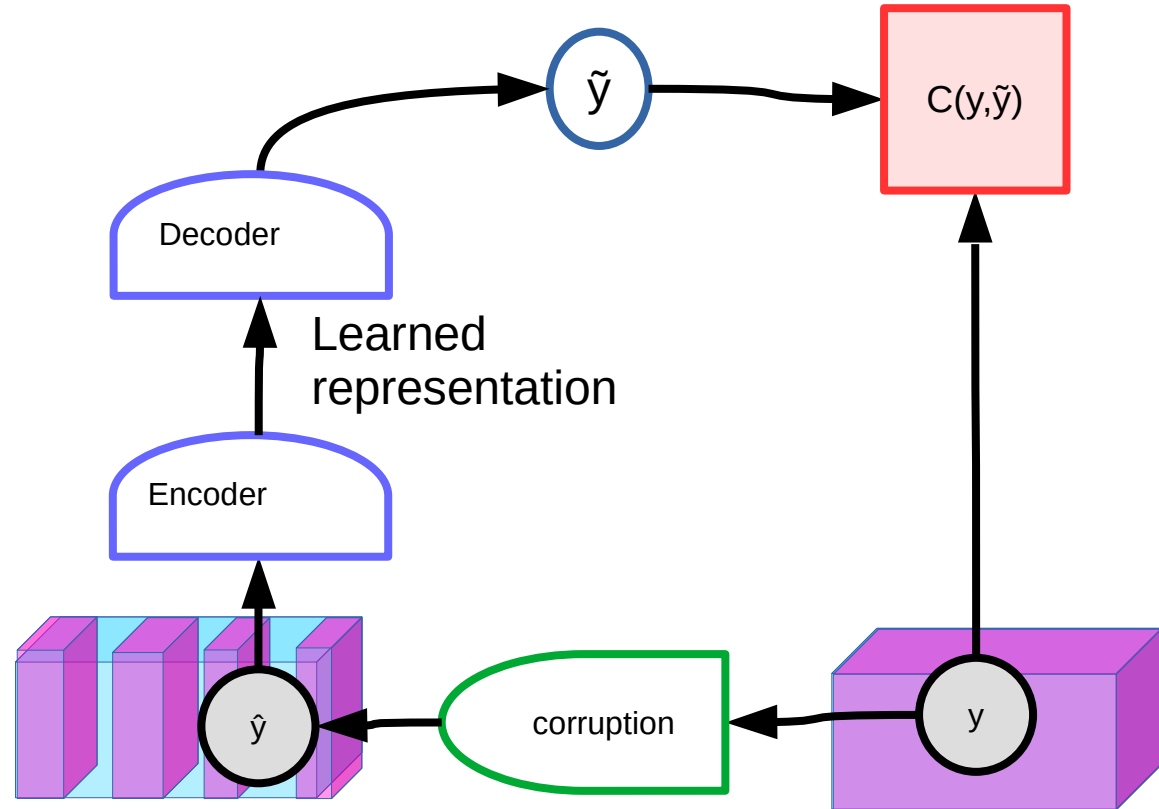 ỹ
C(y,ỹ)
Decoder
Learned
representation
Encoder
ŷ
corruption
y